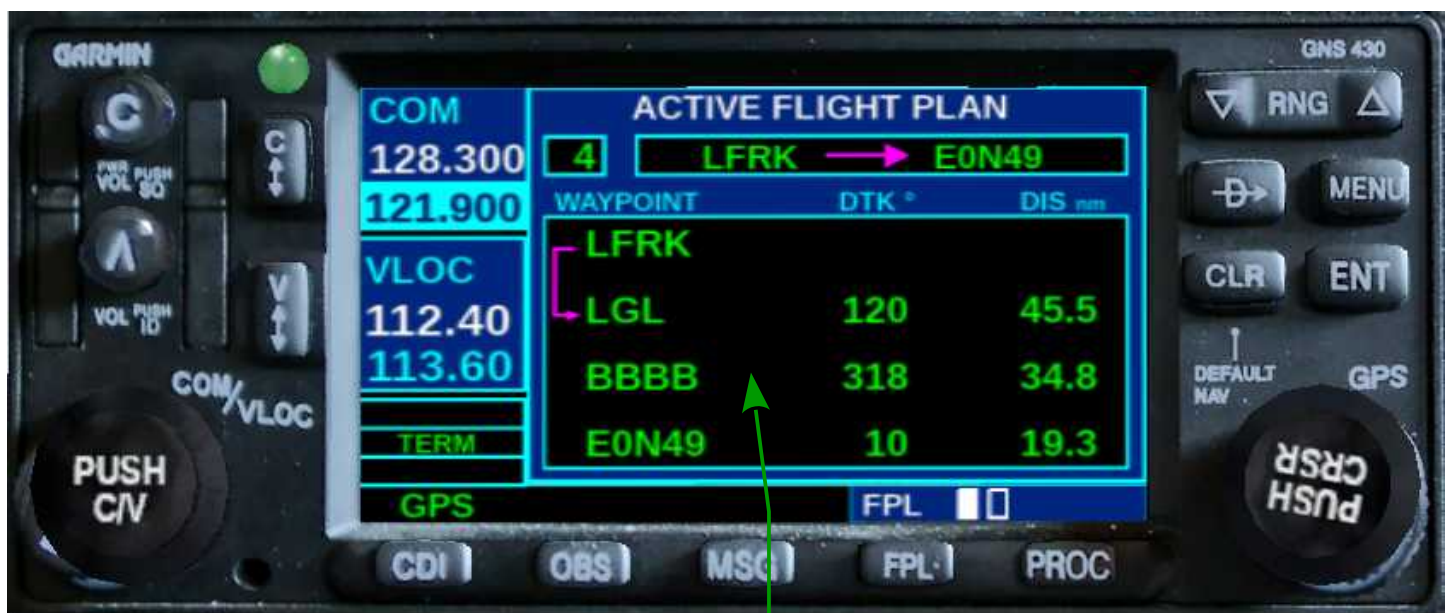 GARMIN
GNS 430
C
PWR VOL PUSH SQ
C
V
VOL PUSH ID
V
COM/VLOC
PUSH C/V
COM
128.300
121.900
VLOC
112.40
113.60
TERM
GPS
ACTIVE FLIGHT PLAN
4 LFRK E0N49
WAYPOINT DTK ° DIS nm
LFRK
LGL 120 45.5
BBBB 318 34.8
E0N49 10 19.3
FPL
RNG
D
MENU
CLR
ENT
DEFAULT NAV
GPS
PUSH CRSR
CDI OBS MSG FPL PROC